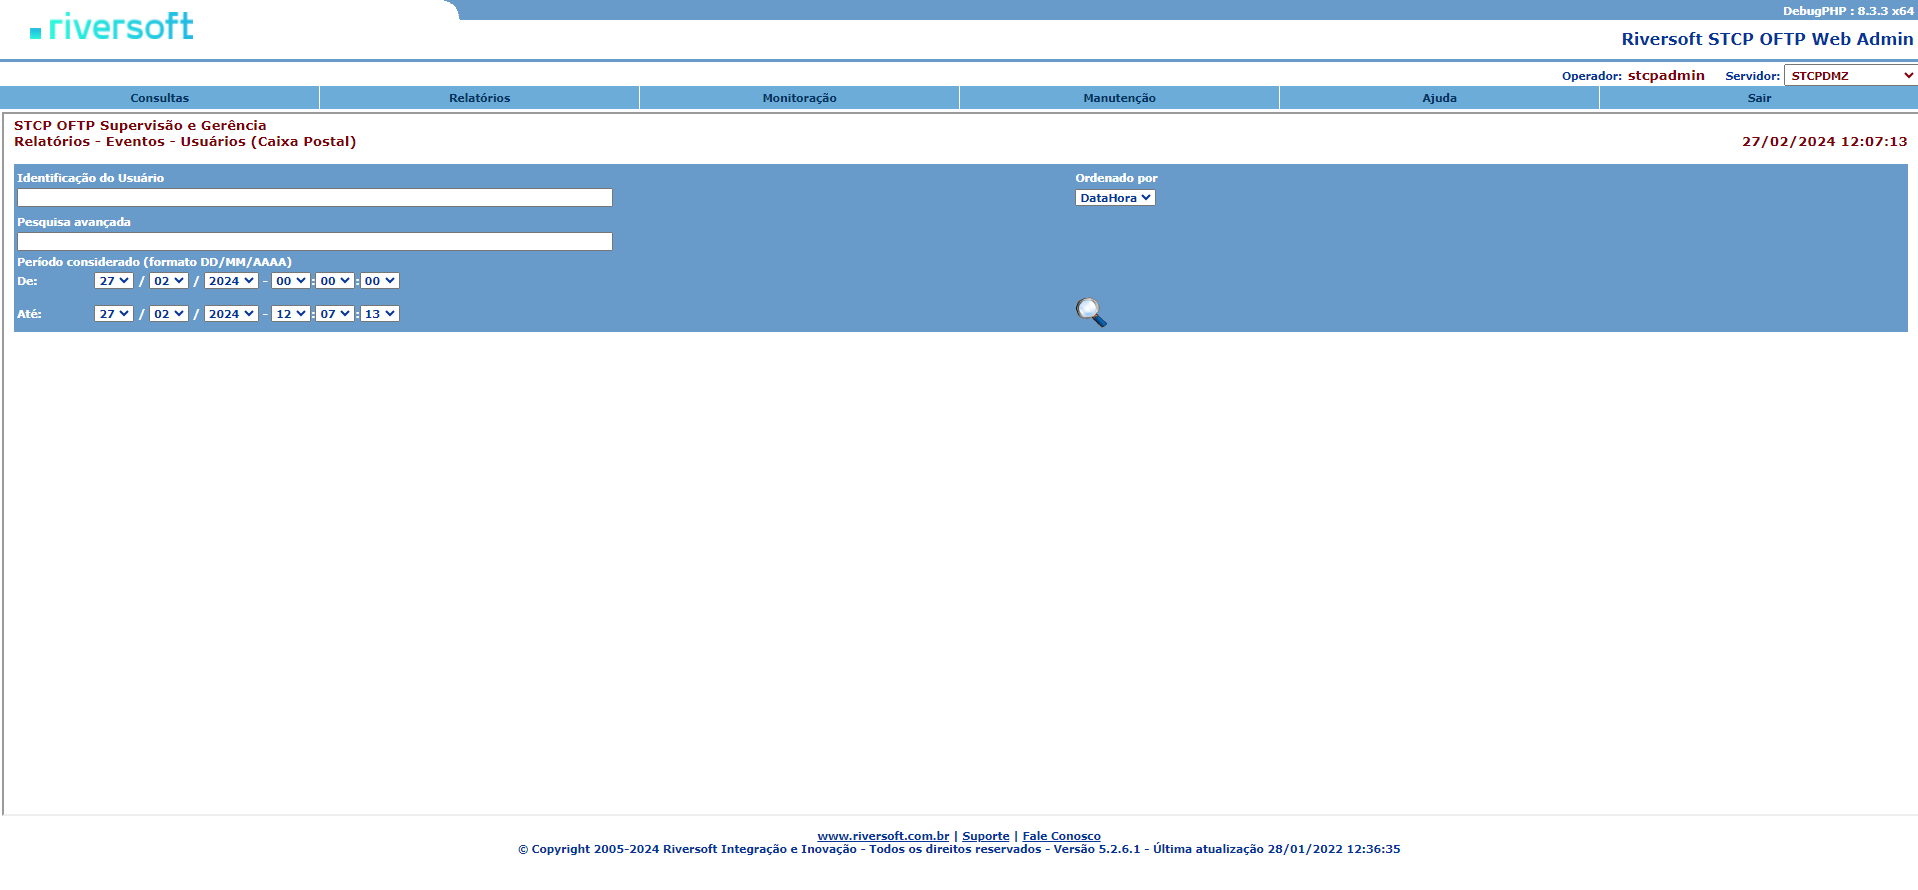 riversoft
DebugPHP : 8.3.3 x64
Riversoft STCP OFTP Web Admin
Operador: stcpadmin Servidor: STCPDMZ
Consultas Relatórios Monitoração Manutenção Ajuda Sair
STCP OFTP Supervisão e Gerência
Relatórios - Eventos - Usuários (Caixa Postal) 27/02/2024 12:07:13
Identificação do Usuário Ordenado por
DataHora
Pesquisa avançada
Período considerado (formato DD/MM/AAAA)
De: 27 / 02 / 2024 - 00 : 00 : 00
Até: 27 / 02 / 2024 - 12 : 07 : 13
www.riversoft.com.br | Suporte | Fale Conosco
© Copyright 2005-2024 Riversoft Integração e Inovação - Todos os direitos reservados - Versão 5.2.6.1 - Última atualização 28/01/2022 12:36:35